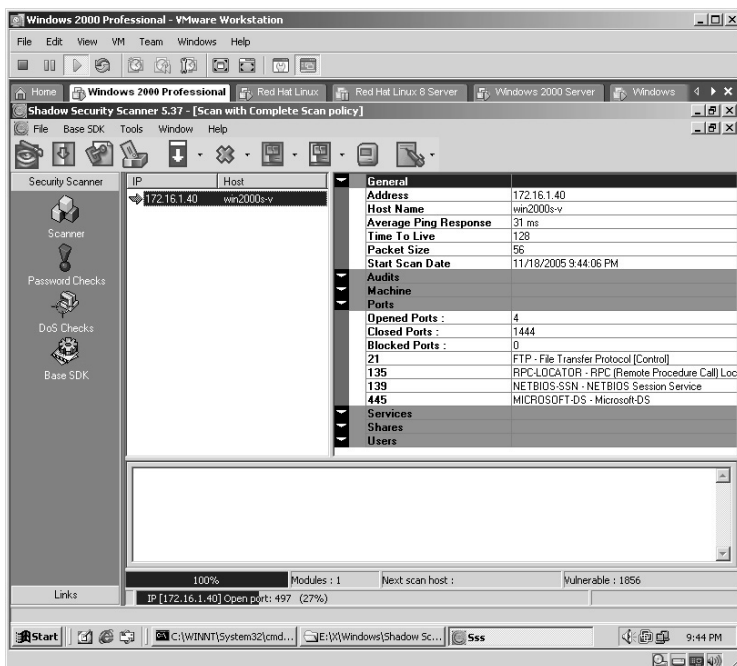 Windows 2000 Professional - VMware Workstation
File Edit View VM Team Windows Help
Home Windows 2000 Professional Red Hat Linux Red Hat Linux 8 Server Windows 2000 Server Windows
Shadow Security Scanner 5.37 - [Scan with Complete Scan policy]
File Base SDK Tools Window Help
Security Scanner
Scanner
Password Checks
DoS Checks
Base SDK
Links
IP Host
172.16.1.40 win2000s-v
General
Address 172.16.1.40
Host Name win2000s-v
Average Ping Response 31 ms
Time To Live 128
Packet Size 56
Start Scan Date 11/18/2005 9:44:06 PM
Audits
Machine
Ports
Opened Ports : 4
Closed Ports : 1444
Blocked Ports : 0
21 FTP - File Transfer Protocol [Control]
135 RPC-LOCATOR - RPC (Remote Procedure Call) Loc
139 NETBIOS-SSN - NETBIOS Session Service
445 MICROSOFT-DS - Microsoft-DS
Services
Shares
Users
100% Modules : 1 Next scan host : Vulnerable : 1856
IP [172.16.1.40] Open port: 497 (27%)
Start C:\WINNT\System32\cmd... E:\X\Windows\Shadow Sc... Sss 9:44 PM